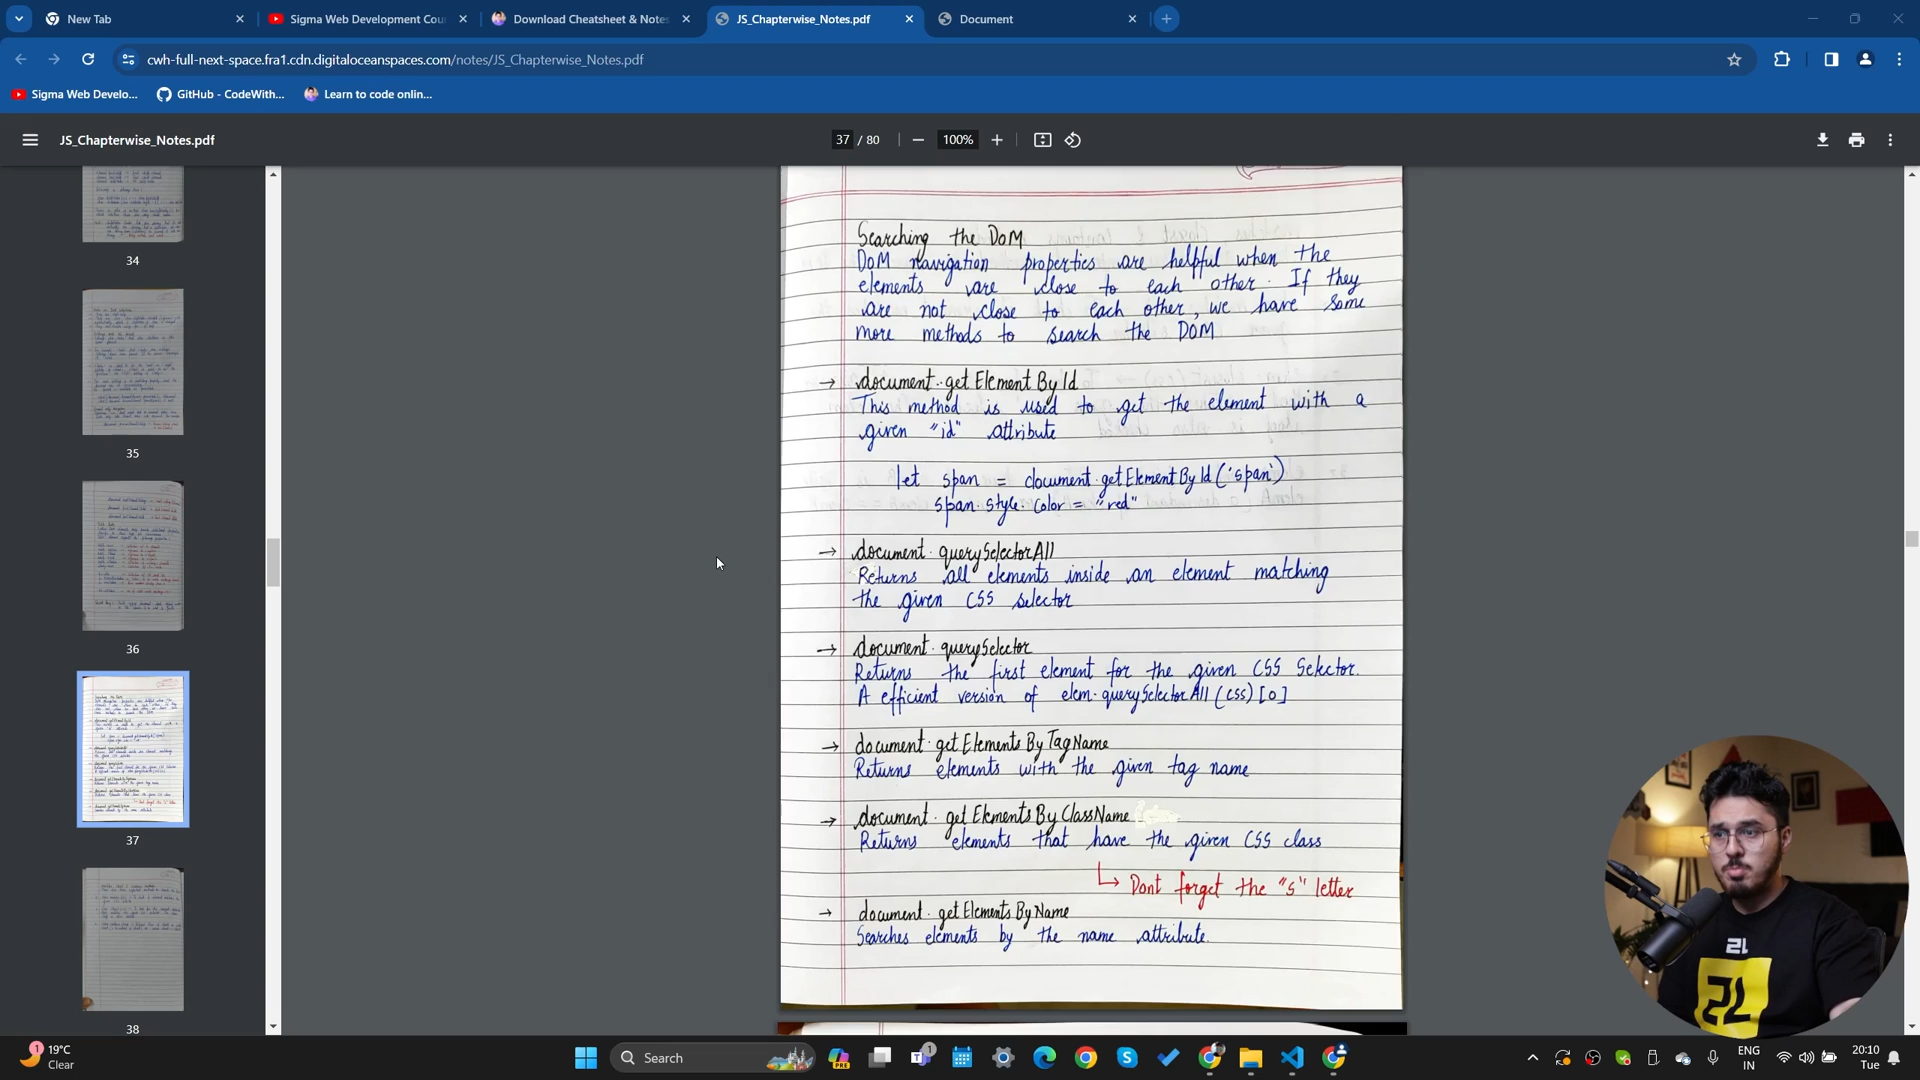 New Tab
Sigma Web Development Cou
Download Cheatsheet & Notes
JS_Chapterwise_Notes.pdf
Document
cwh-full-next-space.fra1.cdn.digitaloceanspaces.com/notes/JS_Chapterwise_Notes.pdf
Sigma Web Develo...
GitHub - CodeWith...
Learn to code onlin...
JS_Chapterwise_Notes.pdf
37 / 80
100%
34
35
36
37
38
Searching the DOM
DOM navigation properties are helpful when the
elements are close to each other. If they
are not close to each other, we have some
more methods to search the DOM
→ document.getElementById
This method is used to get the element with a
given "id" attribute
let span = document.getElementById('span')
span.style.color = "red"
→ document.querySelectorAll
Returns all elements inside an element matching
the given CSS selector
→ document.querySelector
Returns the first element for the given CSS Selector.
A efficient version of elem.querySelectorAll(css)[0]
→ document.getElementsByTagName
Returns elements with the given tag name
→ document.getElementsByClassName
Returns elements that have the given CSS class
↳ Dont forget the "s" letter
→ document.getElementsByName
Searches elements by the name attribute.
21
21
1
19°C
Clear
Search
PRE
1
ENG
IN
20:10
Tue